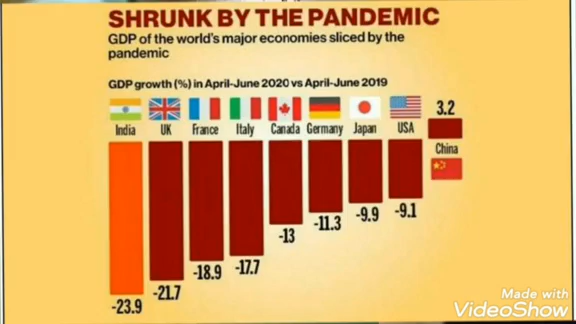 SHRUNK BY THE PANDEMIC
GDP of the world's major economies sliced by the
pandemic
GDP growth (%) in April-June 2020 vs April-June 2019
3.2
India UK France Italy Canada Germany Japan USA
China
-9.1
-9.9
-11.3
-13
-17.7
-18.9
-21.7
-23.9
Made with
VideoShow